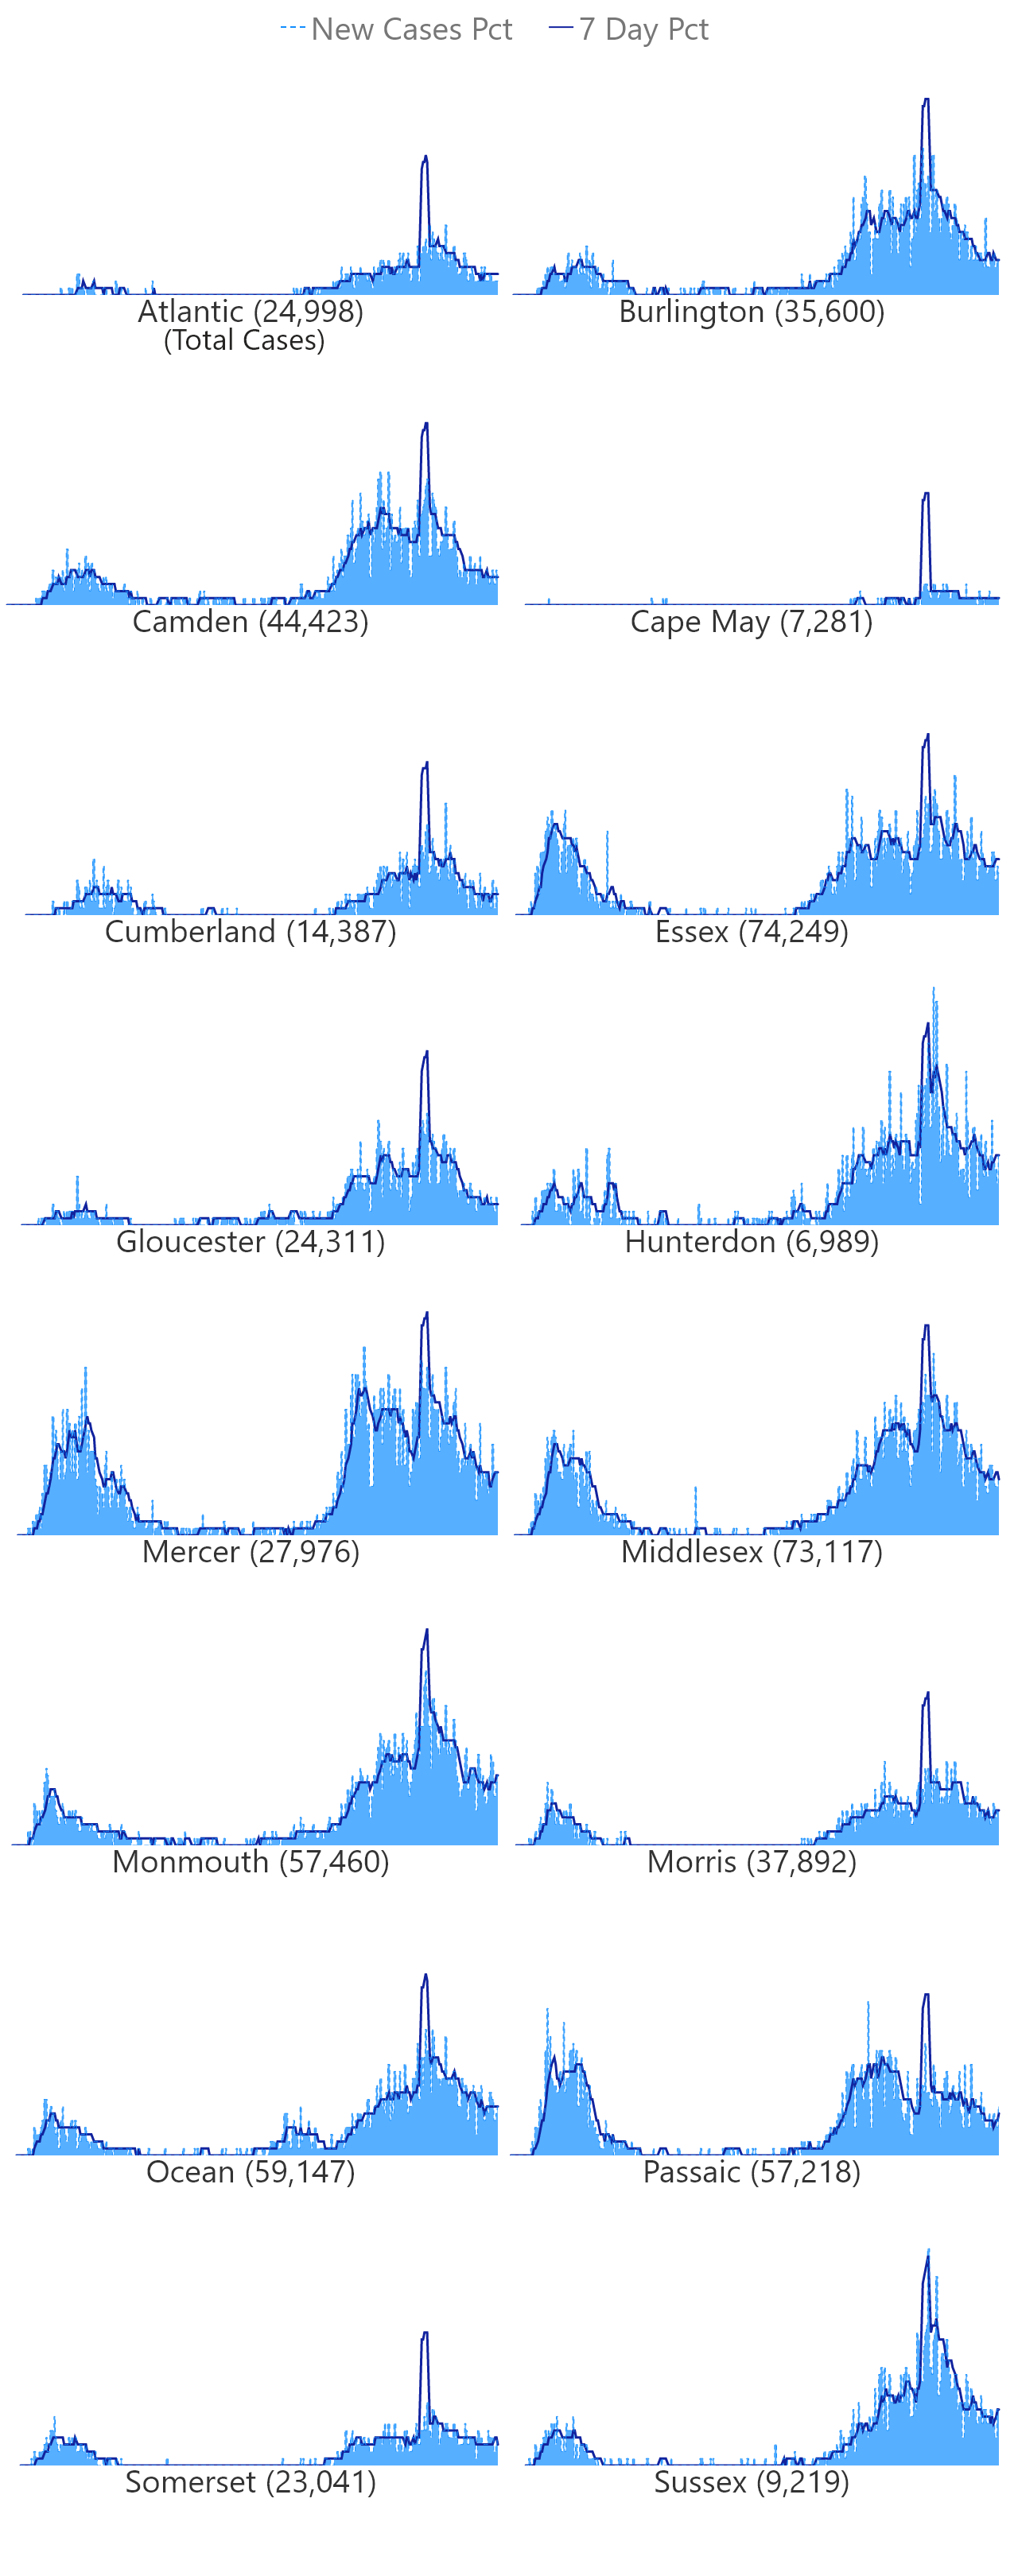 New Cases Pct 7 Day Pct
Atlantic (24,998) Burlington (35,600)
(Total Cases)
Camden (44,423) Cape May (7,281)
Cumberland (14,387) Essex (74,249)
Gloucester (24,311) Hunterdon (6,989)
Mercer (27,976) Middlesex (73,117)
Monmouth (57,460) Morris (37,892)
Ocean (59,147) Passaic (57,218)
Somerset (23,041) Sussex (9,219)